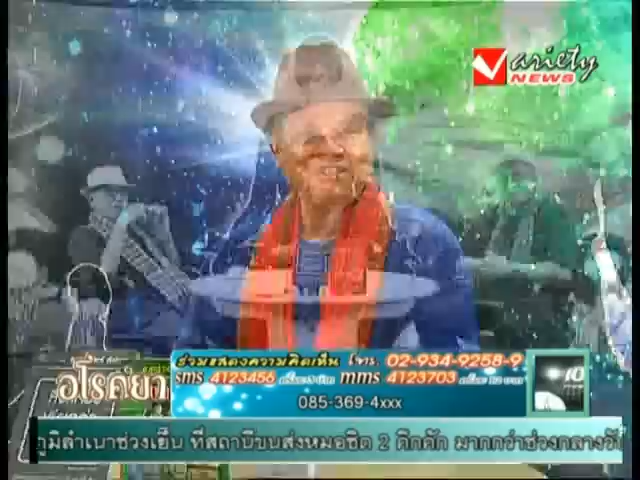 Variety
NEWS
ร่วมแสดงความคิดเห็น โทร. 02-934-9258-9
sms 4123456 mms 4123703
085-369-4xxx
10
อโรคยา
ภูมิลำเนาช่วงเย็น ที่สถานีขนส่งหมอชิต 2 คึกคัก มากกว่าช่วงกลางวัน